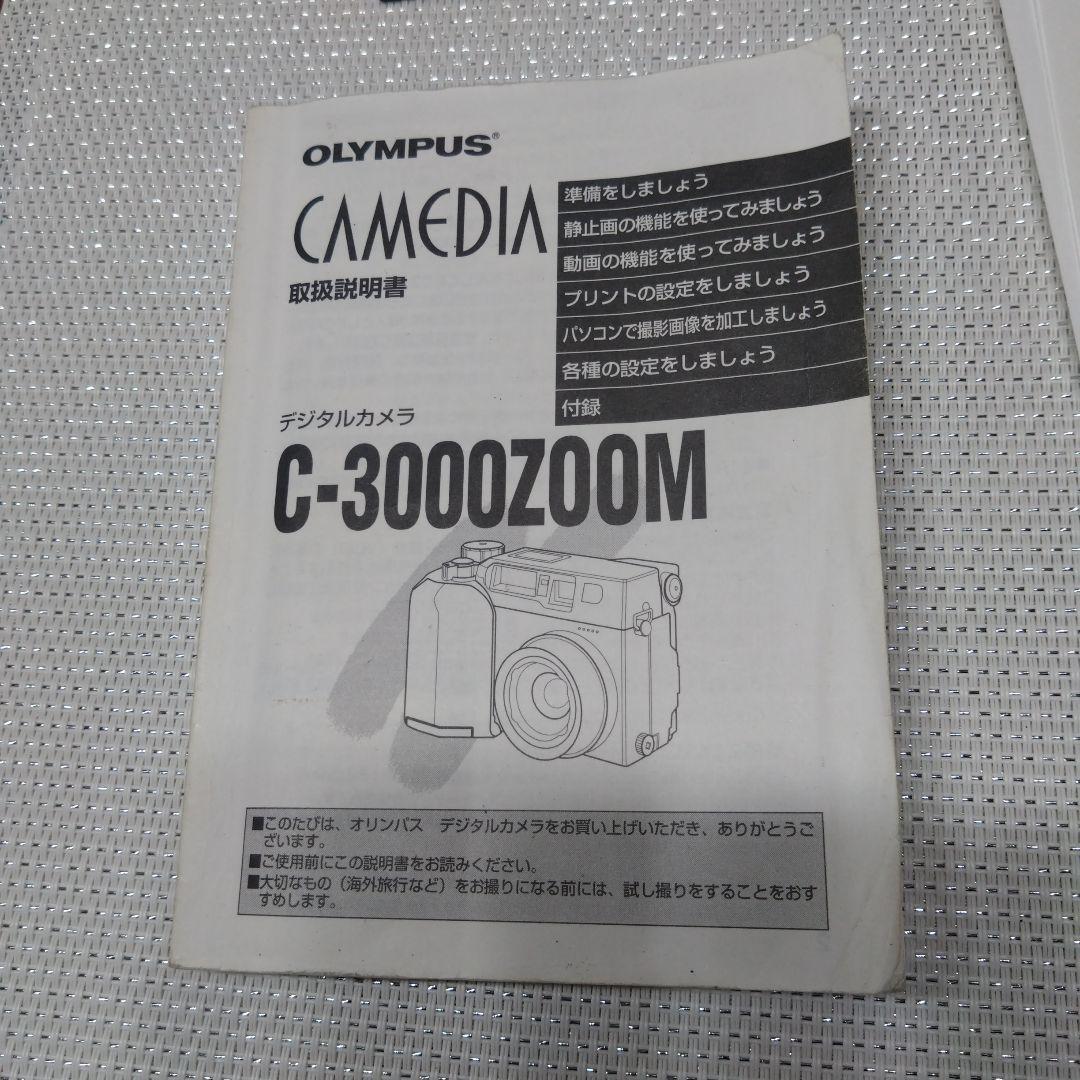 OLYMPUS®
CAMEDIA
取扱説明書
準備をしましょう
静止画の機能を使ってみましょう
動画の機能を使ってみましょう
プリントの設定をしましょう
パソコンで撮影画像を加工しましょう
各種の設定をしましょう
付録
デジタルカメラ
C-3000ZOOM
■このたびは、オリンパス　デジタルカメラをお買い上げいただき、ありがとうご
ざいます。
■ご使用前にこの説明書をお読みください。
■大切なもの（海外旅行など）をお撮りになる前には、試し撮りをすることをおす
すめします。